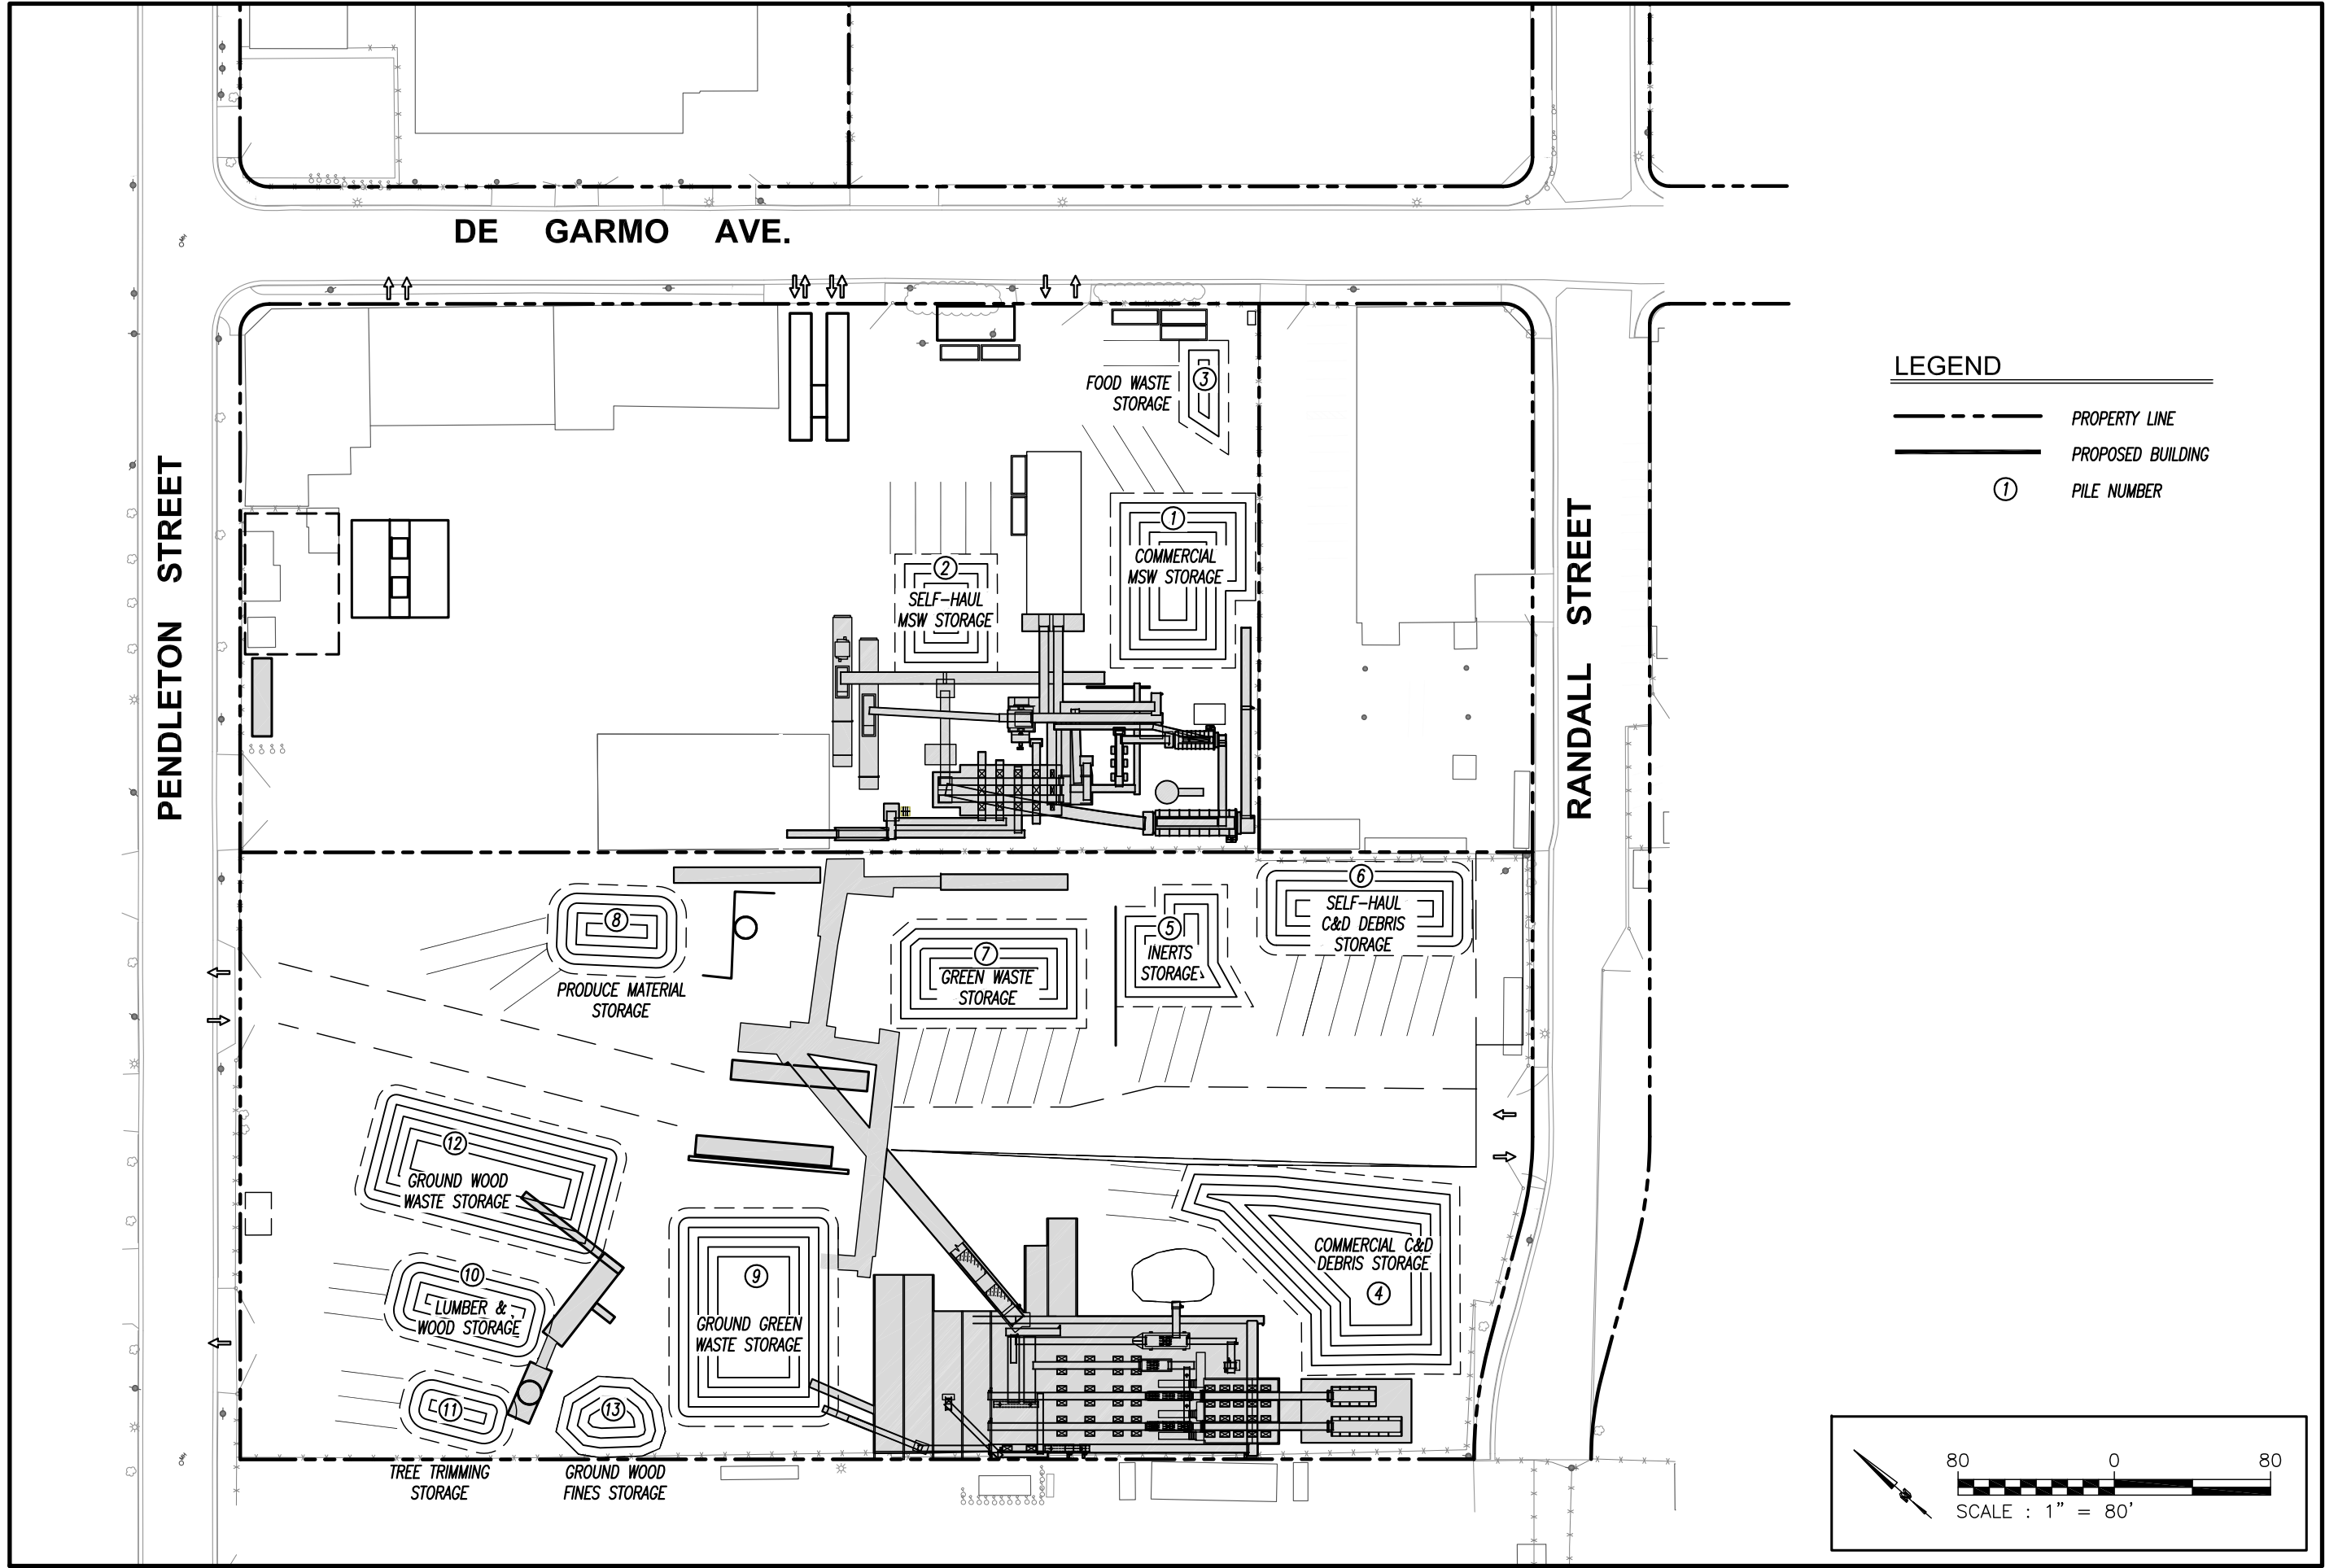 DE GARMO AVE.
PENDLETON STREET
RANDALL STREET
LEGEND
PROPERTY LINE
PROPOSED BUILDING
1 PILE NUMBER
3
FOOD WASTE
STORAGE
1
COMMERCIAL
MSW STORAGE
2
SELF-HAUL
MSW STORAGE
6
SELF-HAUL
C&D DEBRIS
STORAGE
8
PRODUCE MATERIAL
STORAGE
7
GREEN WASTE
STORAGE
5
INERTS
STORAGE
12
GROUND WOOD
WASTE STORAGE
10
LUMBER &
WOOD STORAGE
9
GROUND GREEN
WASTE STORAGE
COMMERCIAL C&D
DEBRIS STORAGE
4
11
TREE TRIMMING
STORAGE
13
GROUND WOOD
FINES STORAGE
80 0 80
SCALE : 1" = 80'